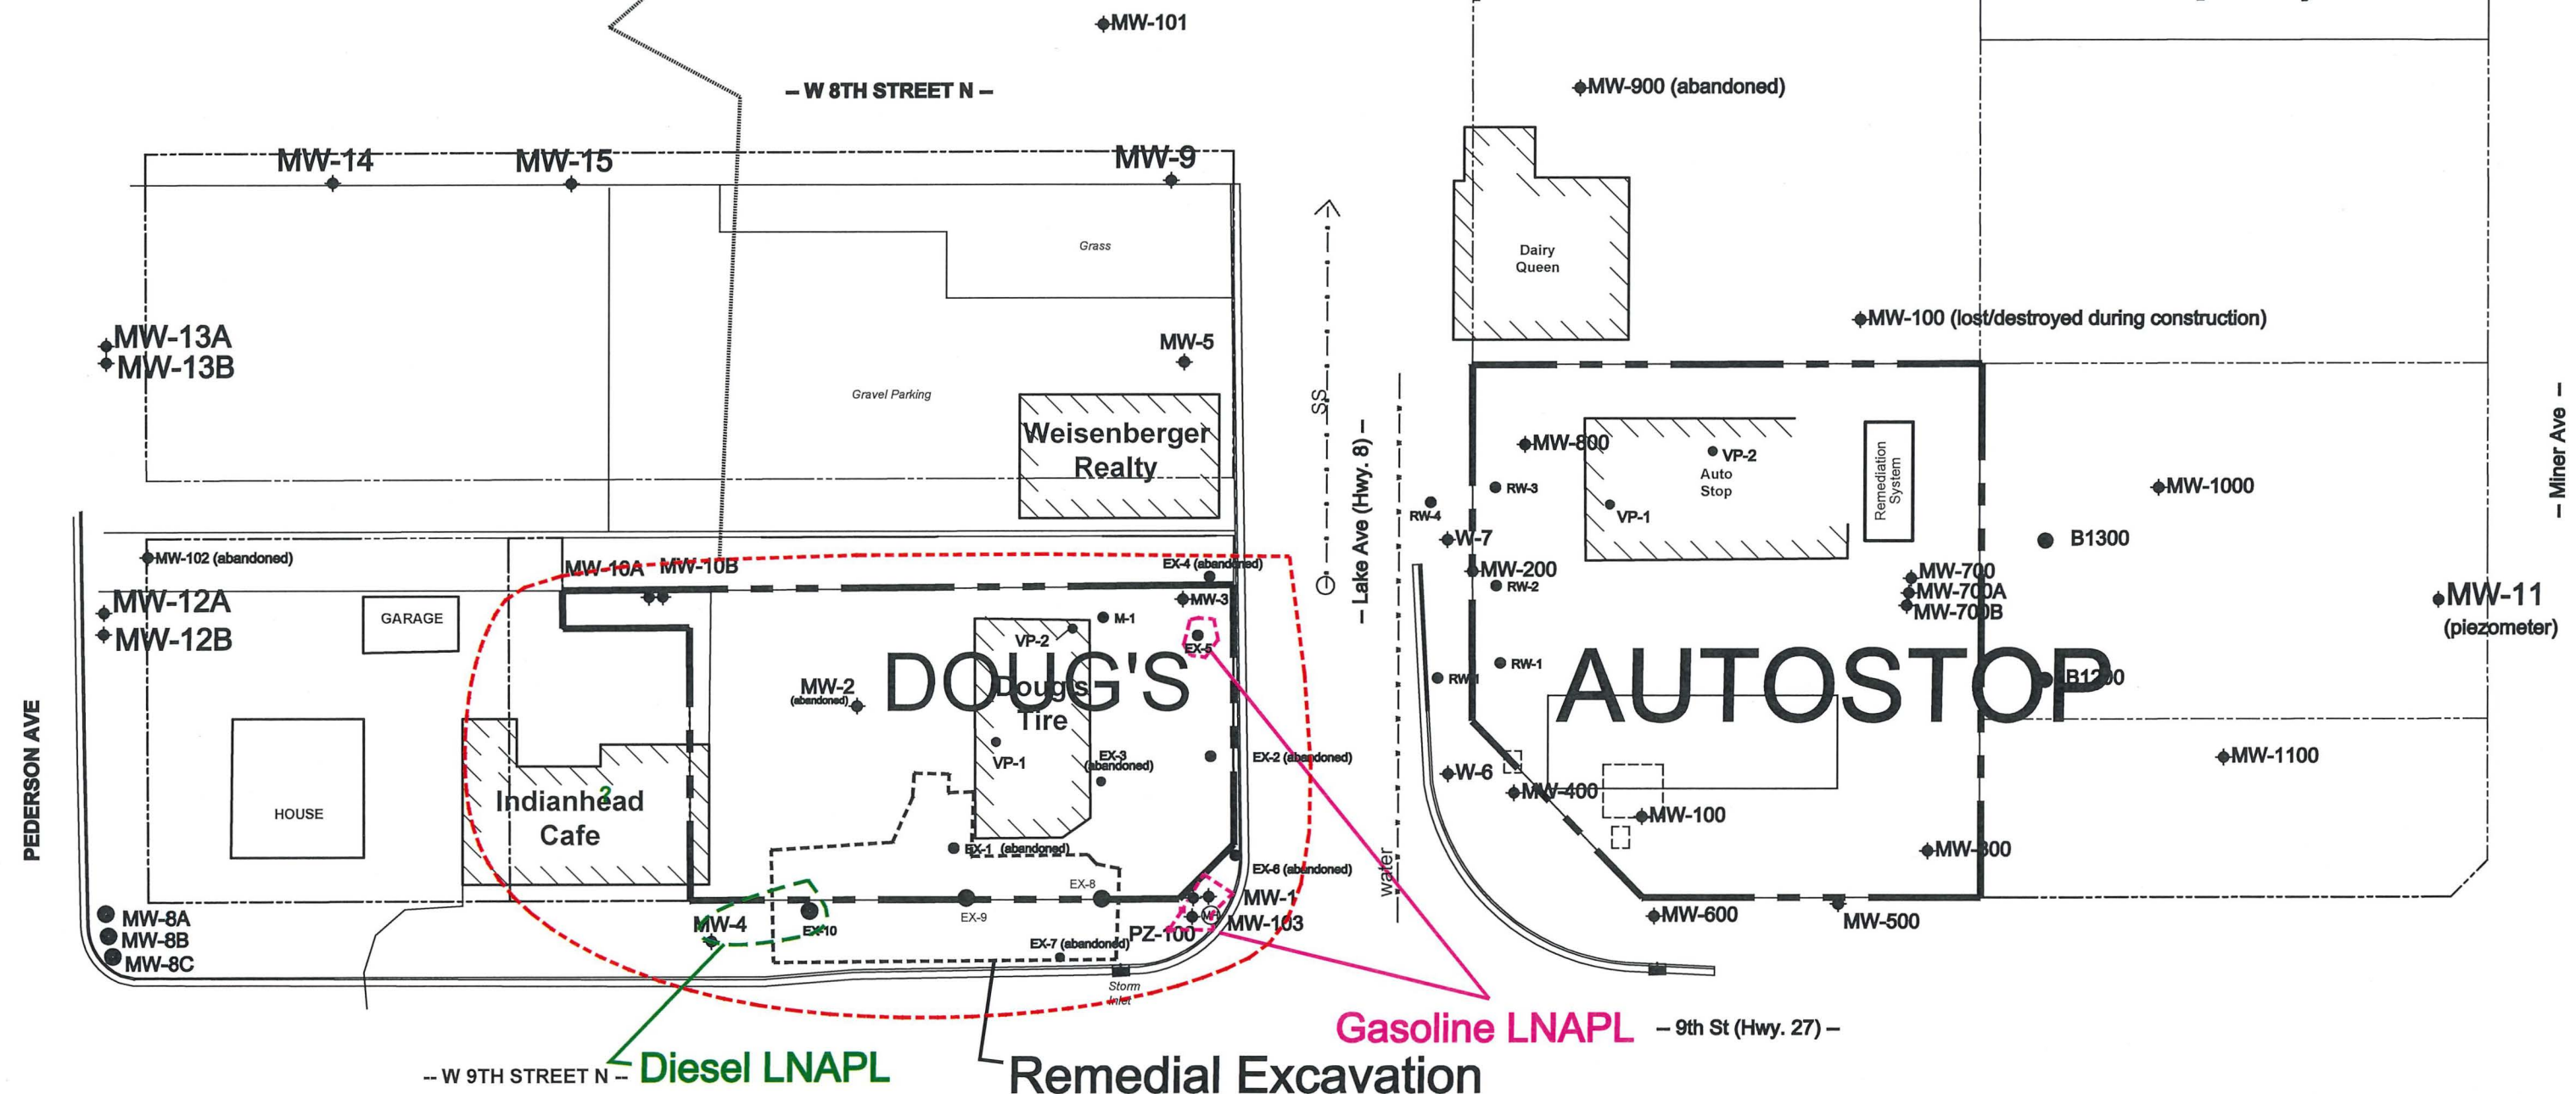 MW-101
-- W 8TH STREET N --
MW-900 (abandoned)
MW-14
MW-15
MW-9
Grass
Dairy
Queen
MW-13A
MW-13B
MW-5
MW-100 (lost/destroyed during construction)
Gravel Parking
Weisenberger
Realty
SS
-- Lake Ave (Hwy. 8) --
water
-- Miner Ave --
MW-800
VP-2
Auto
Stop
VP-1
Remediation
System
RW-3
RW-4
W-7
MW-1000
B1300
MW-102 (abandoned)
MW-10A
MW-10B
EX-4 (abandoned)
MW-200
RW-2
MW-700
MW-700A
MW-700B
MW-11
(piezometer)
MW-12A
MW-12B
GARAGE
MW-3
M-1
VP-2
EX-5
DOUG'S
Doug's
Tire
MW-2
(abandoned)
RW-1
AUTOSTOP
B1200
PEDERSON AVE
VP-1
EX-3
(abandoned)
EX-2 (abandoned)
W-6
MW-400
MW-100
MW-1100
HOUSE
?
Indianhead
Cafe
EX-1 (abandoned)
EX-6 (abandoned)
MW-300
EX-8
EX-9
EX-10
MW-1
MW-103
PZ-100
MW-4
EX-7 (abandoned)
MW-600
MW-500
MW-8A
MW-8B
MW-8C
Storm
Inlet
Gasoline LNAPL
-- 9th St (Hwy. 27) --
-- W 9TH STREET N --
Diesel LNAPL
Remedial Excavation